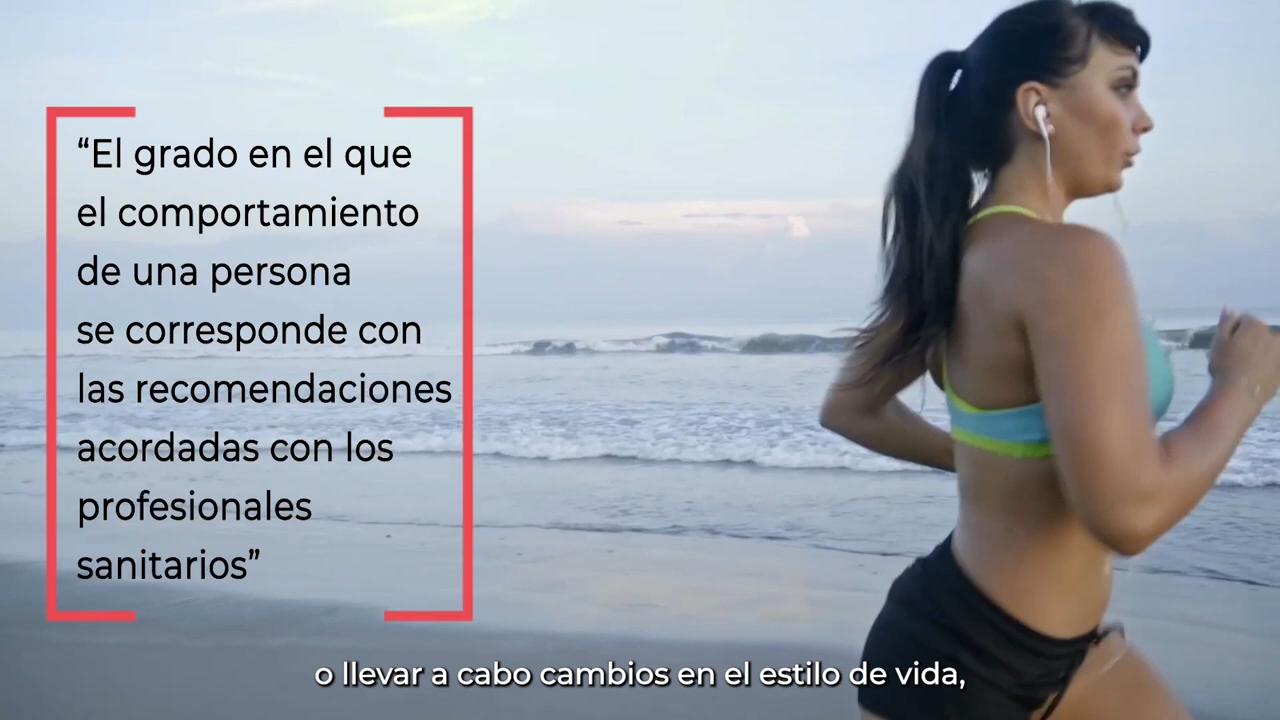 “El grado en el que
el comportamiento
de una persona
se corresponde con
las recomendaciones
acordadas con los
profesionales
sanitarios”
o llevar a cabo cambios en el estilo de vida,